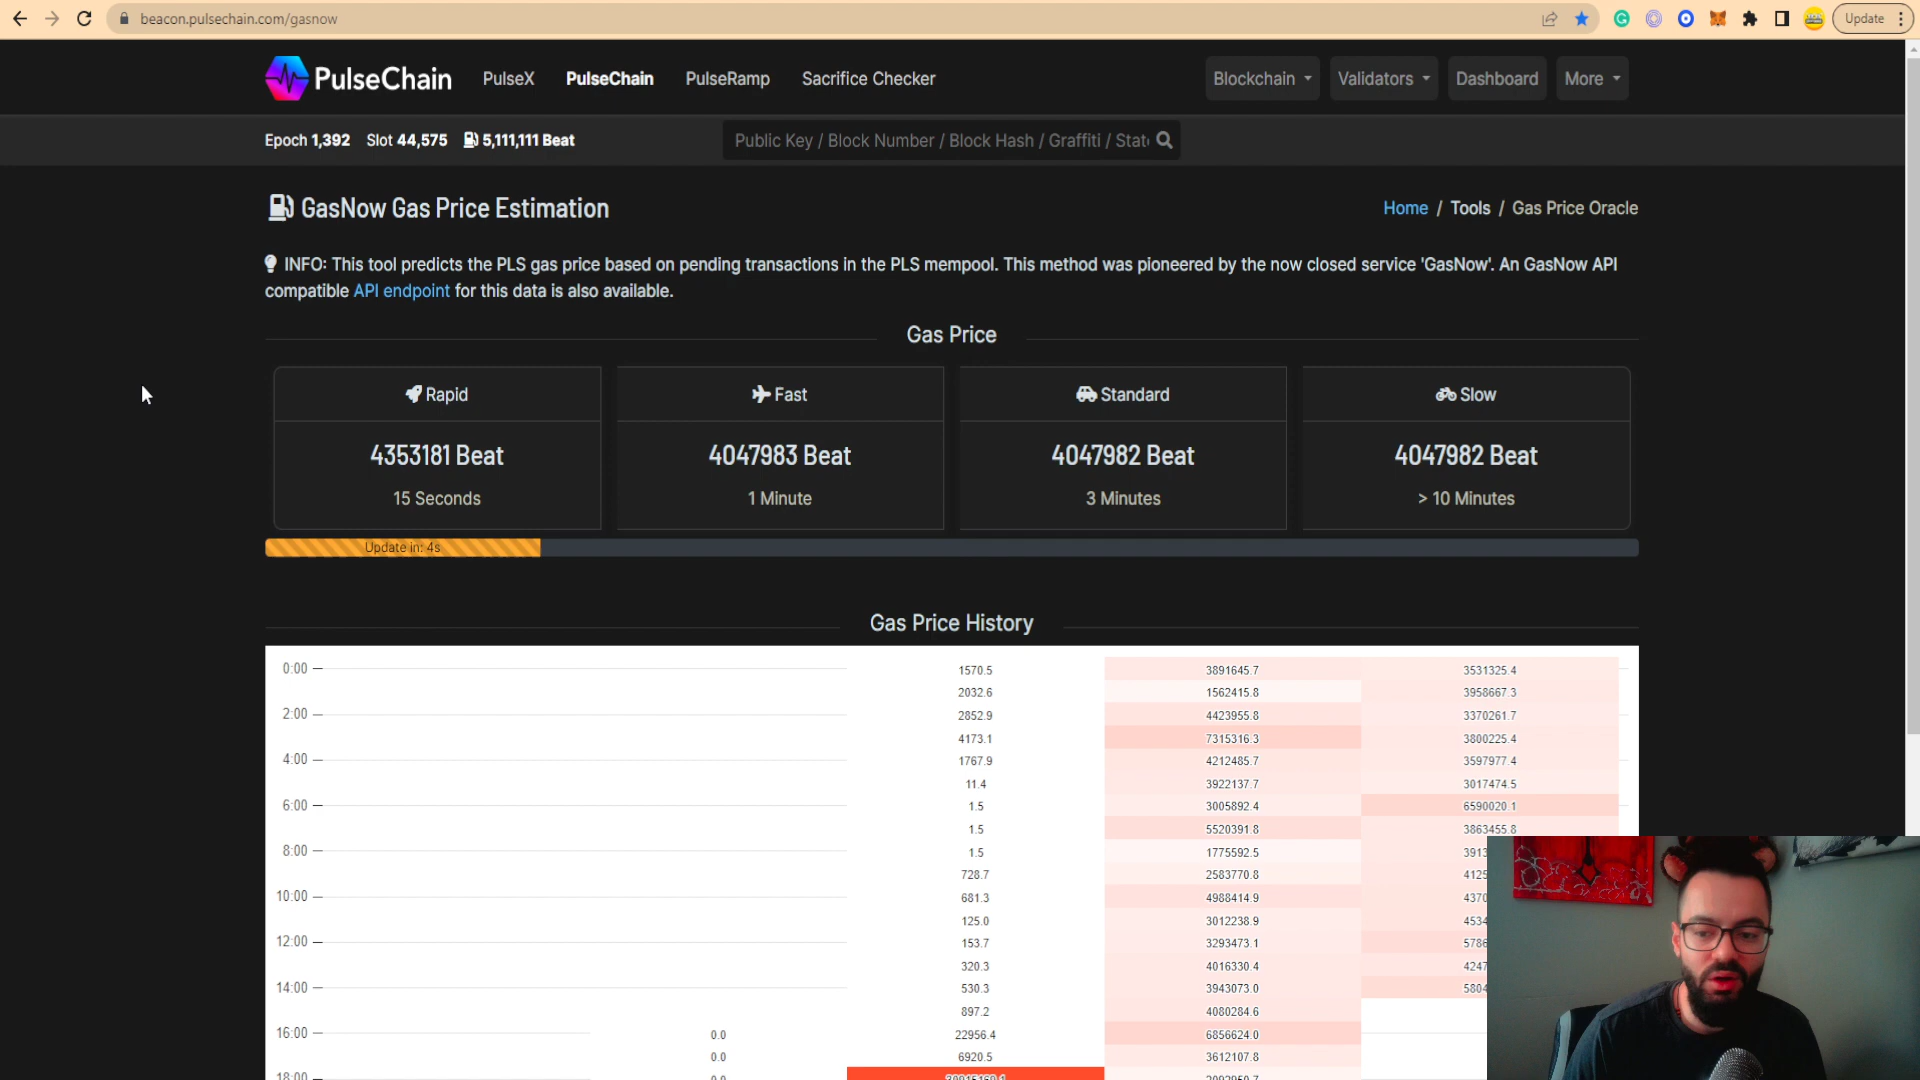 beacon.pulsechain.com/gasnow
Update
PulseChain PulseX PulseChain PulseRamp Sacrifice Checker Blockchain Validators Dashboard More
Epoch 1,392 Slot 44,575 5,111,111 Beat Public Key / Block Number / Block Hash / Graffiti / Stat
GasNow Gas Price Estimation Home / Tools / Gas Price Oracle
INFO: This tool predicts the PLS gas price based on pending transactions in the PLS mempool. This method was pioneered by the now closed service 'GasNow'. An GasNow API
compatible API endpoint for this data is also available.
Gas Price
Rapid Fast Standard Slow
4353181 Beat 4047983 Beat 4047982 Beat 4047982 Beat
15 Seconds 1 Minute 3 Minutes > 10 Minutes
Update in: 4s
Gas Price History
0:00 1570.5 3891645.7 3531325.4
2032.6 1562415.8 3958667.3
2:00 2852.9 4423955.8 3370261.7
4173.1 7315316.3 3800225.4
4:00 1767.9 4212485.7 3597977.4
11.4 3922137.7 3017474.5
6:00 1.5 3005892.4 6590020.1
1.5 5520391.8 3863455.8
8:00 1.5 1775592.5 3913
728.7 2583770.8 4125
10:00 681.3 4988414.9 4370
125.0 3012238.9 4534
12:00 153.7 3293473.1 5786
320.3 4016330.4 4247
14:00 530.3 3943073.0 5804
897.2 4080284.6
16:00 0.0 22956.4 6856624.0
0.0 6920.5 3612107.8
18:00 0.0